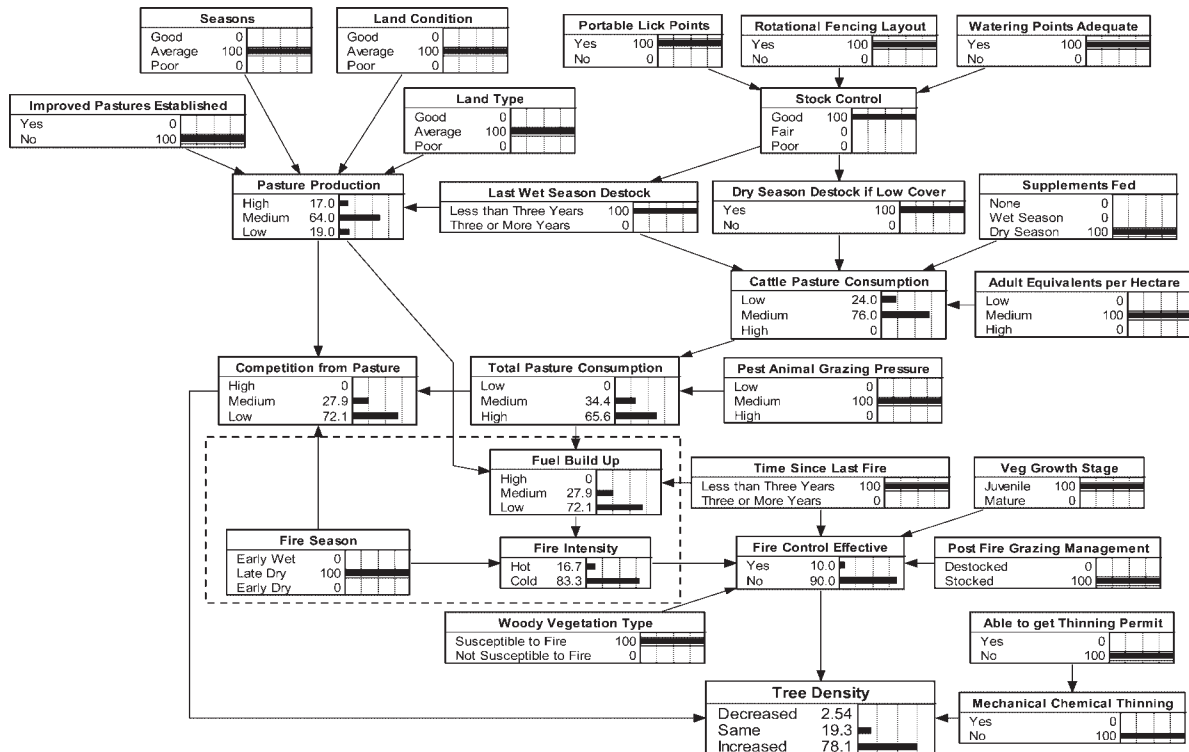 Seasons
Good 0
Average 100
Poor 0
Land Condition
Good 0
Average 100
Poor 0
Portable Lick Points
Yes 100
No 0
Rotational Fencing Layout
Yes 100
No 0
Watering Points Adequate
Yes 100
No 0
Improved Pastures Established
Yes 0
No 100
Land Type
Good 0
Average 100
Poor 0
Stock Control
Good 100
Fair 0
Poor 0
Pasture Production
High 17.0
Medium 64.0
Low 19.0
Last Wet Season Destock
Less than Three Years 100
Three or More Years 0
Dry Season Destock if Low Cover
Yes 100
No 0
Supplements Fed
None 0
Wet Season 0
Dry Season 100
Cattle Pasture Consumption
Low 24.0
Medium 76.0
High 0
Adult Equivalents per Hectare
Low 0
Medium 100
High 0
Competition from Pasture
High 0
Medium 27.9
Low 72.1
Total Pasture Consumption
Low 0
Medium 34.4
High 65.6
Pest Animal Grazing Pressure
Low 0
Medium 100
High 0
Fuel Build Up
High 0
Medium 27.9
Low 72.1
Time Since Last Fire
Less than Three Years 100
Three or More Years 0
Veg Growth Stage
Juvenile 100
Mature 0
Fire Season
Early Wet 0
Late Dry 100
Early Dry 0
Fire Intensity
Hot 16.7
Cold 83.3
Fire Control Effective
Yes 10.0
No 90.0
Post Fire Grazing Management
Destocked 0
Stocked 100
Woody Vegetation Type
Susceptible to Fire 100
Not Susceptible to Fire 0
Able to get Thinning Permit
Yes 0
No 100
Tree Density
Decreased 2.54
Same 19.3
Increased 78.1
Mechanical Chemical Thinning
Yes 0
No 100